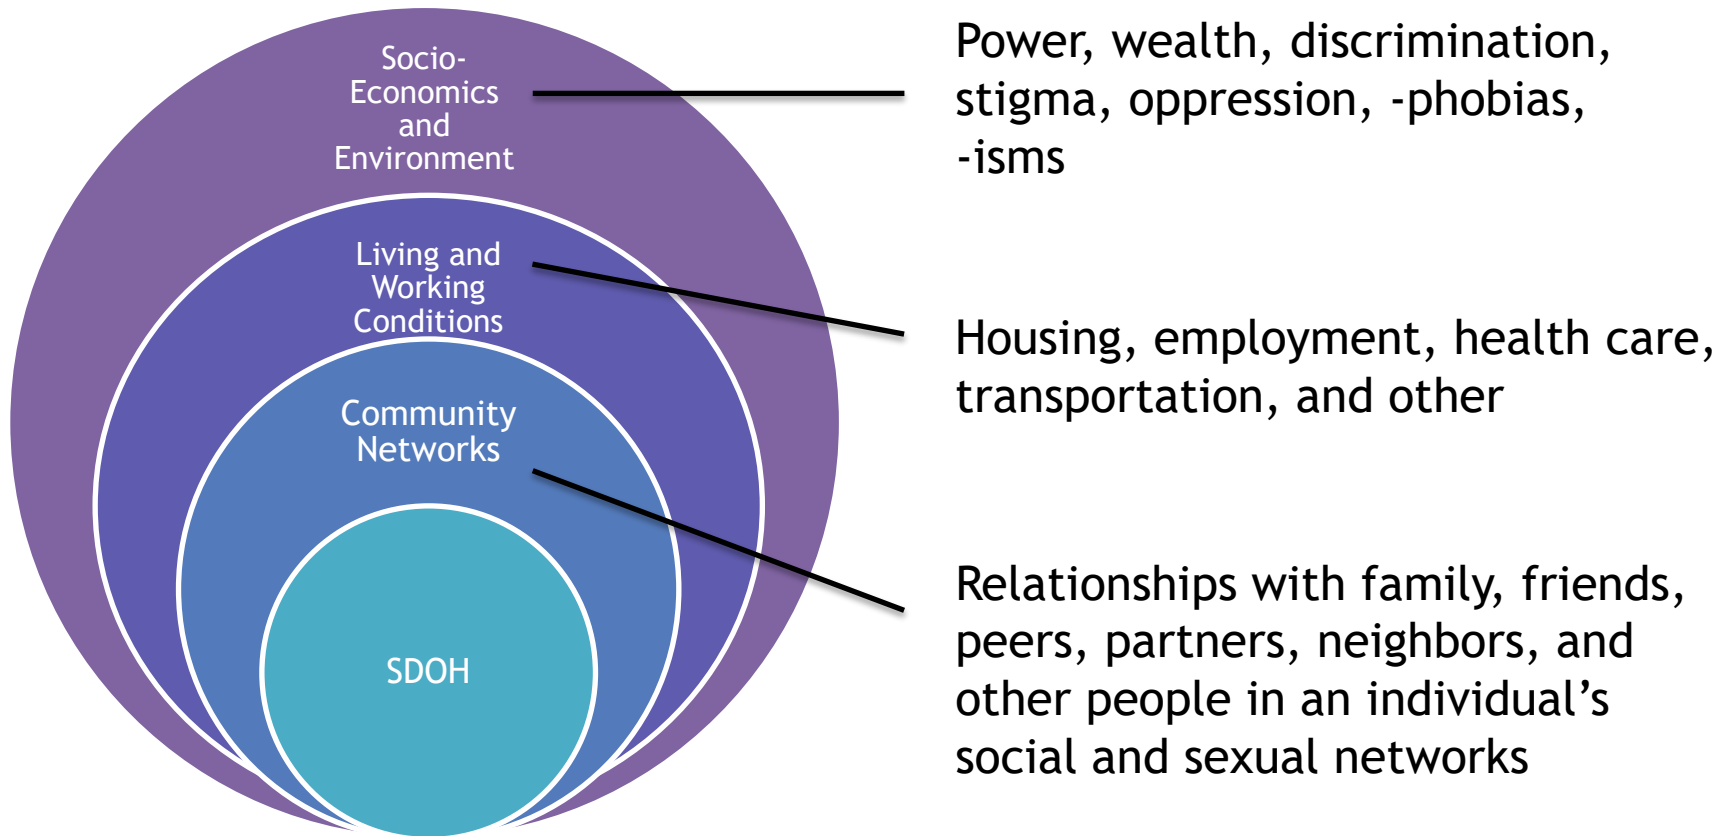 Socio-
Economics
and
Environment
Power, wealth, discrimination,
stigma, oppression, -phobias,
-isms
Living and
Working
Conditions
Housing, employment, health care,
transportation, and other
Community
Networks
Relationships with family, friends,
peers, partners, neighbors, and
other people in an individual’s
social and sexual networks
SDOH